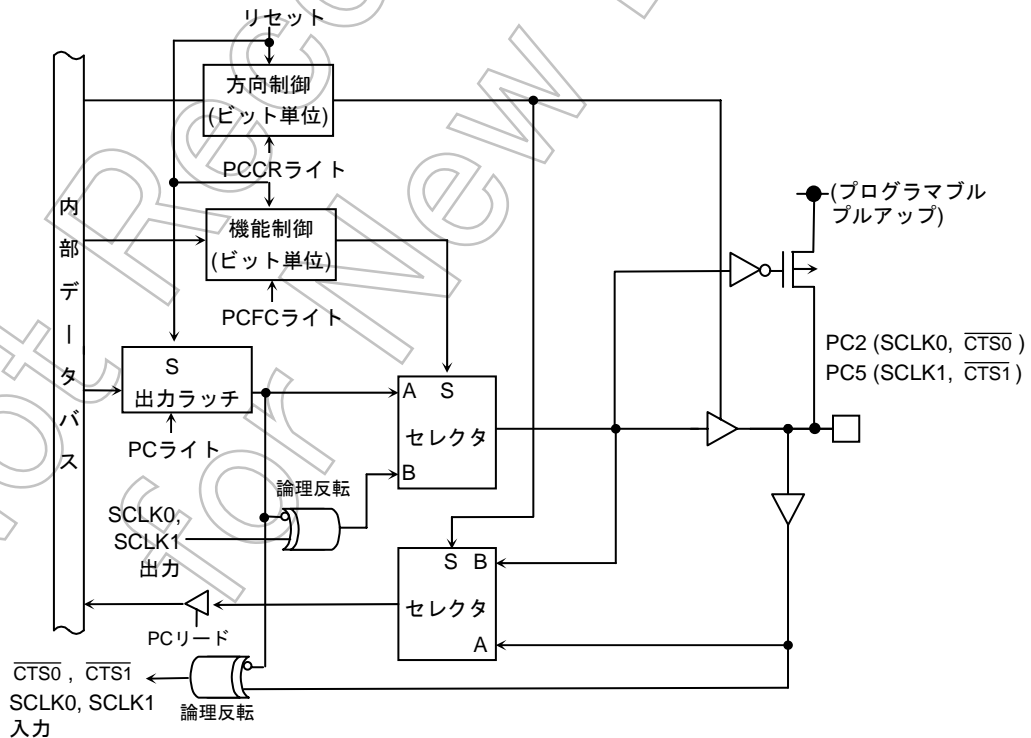 リセット
方向制御
(ビット単位)
PCCRライト
機能制御
(ビット単位)
PCFCライト
内部データバス
S
出力ラッチ
PCライト
A S
セレクタ
B
論理反転
SCLK0,
SCLK1
出力
S B
セレクタ
A
PCリード
CTS0 , CTS1
SCLK0, SCLK1
入力
論理反転
(プログラマブル
プルアップ)
PC2 (SCLK0, CTS0 )
PC5 (SCLK1, CTS1 )
Not Rec
for New